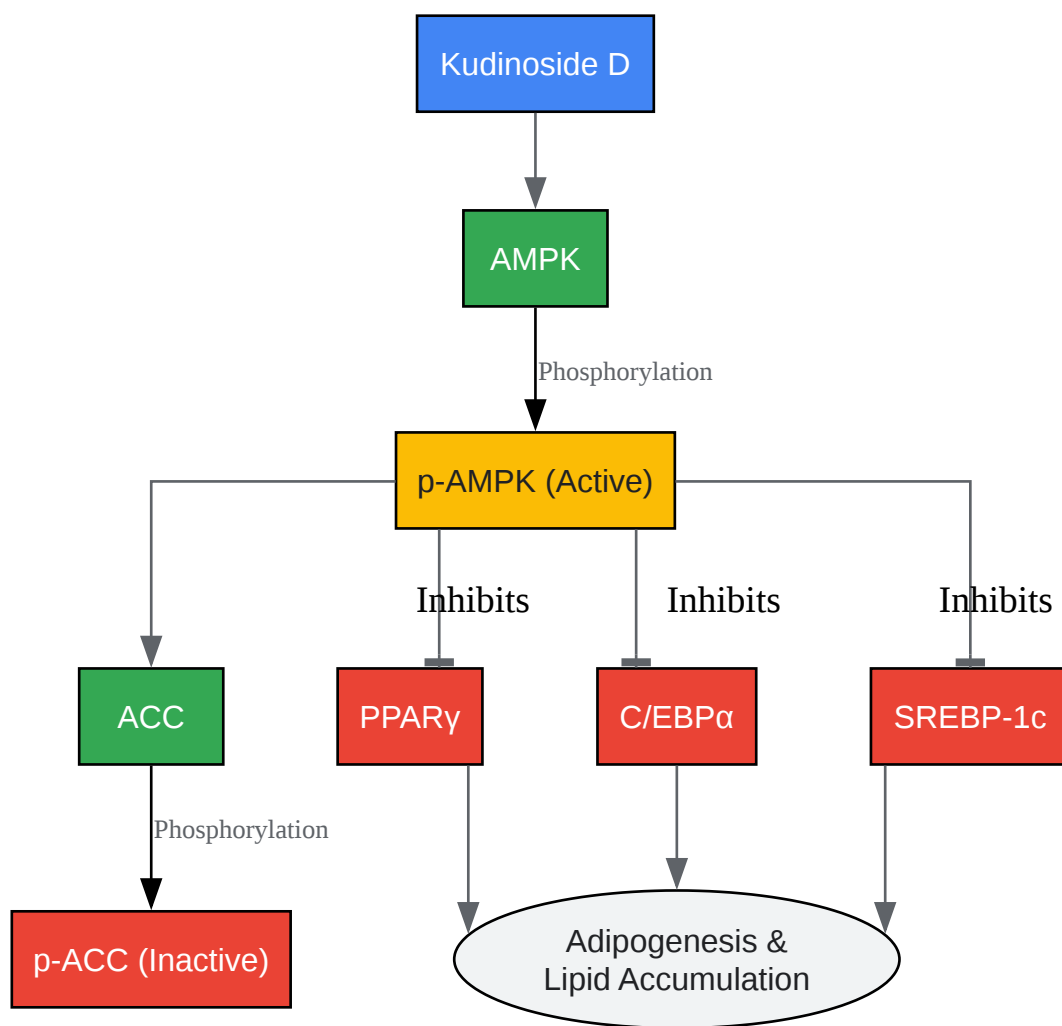 Kudinoside D
AMPK
Phosphorylation
p-AMPK (Active)
Inhibits
Inhibits
Inhibits
ACC
PPARγ
C/EBPα
SREBP-1c
Phosphorylation
p-ACC (Inactive)
Adipogenesis &
Lipid Accumulation